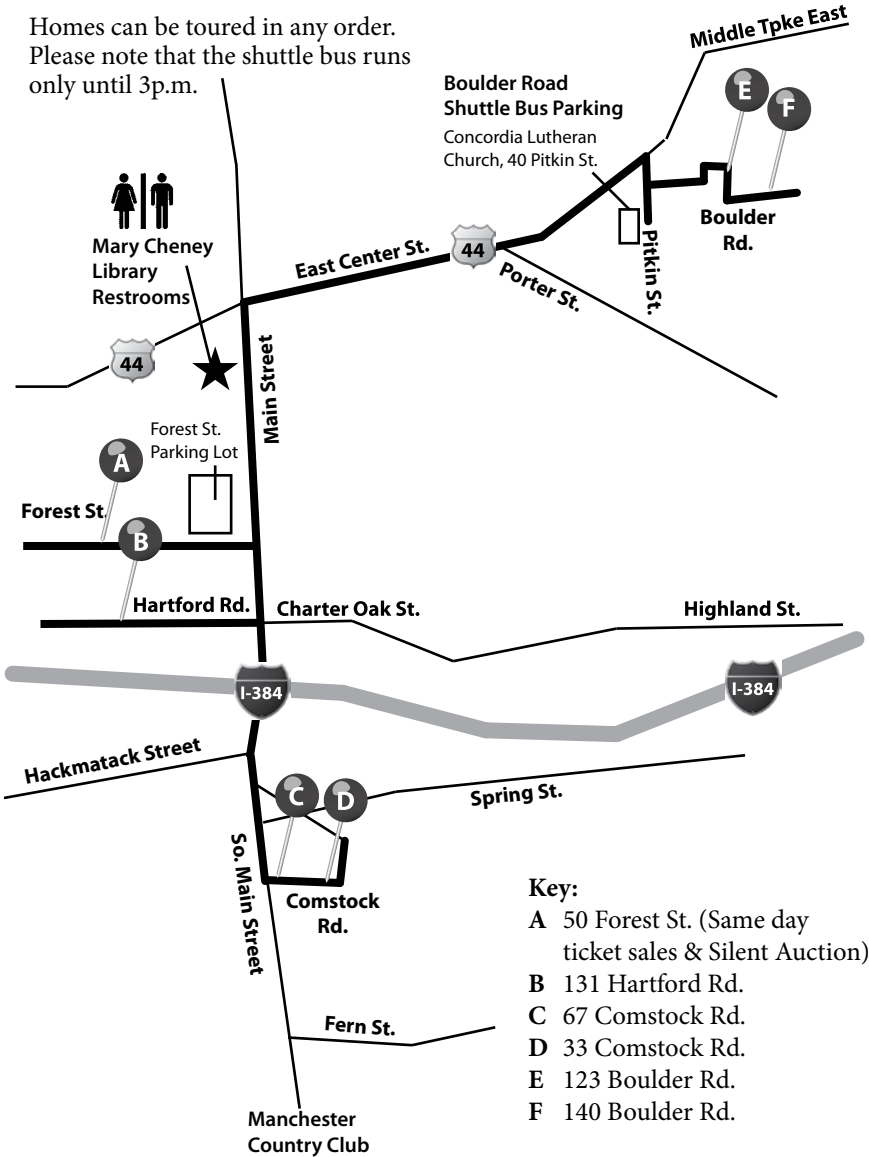 Homes can be toured in any order.
Please note that the shuttle bus runs
only until 3p.m.
Middle Tpke East
Boulder Road
Shuttle Bus Parking
Concordia Lutheran
Church, 40 Pitkin St.
E
F
Boulder
Rd.
Pitkin St.
Mary Cheney
Library
Restrooms
East Center St.
44
Porter St.
44
Main Street
Forest St.
Parking Lot
A
Forest St.
B
Hartford Rd.
Charter Oak St.
Highland St.
I-384
I-384
Hackmatack Street
C
D
Spring St.
So. Main Street
Comstock
Rd.
Fern St.
Manchester
Country Club
Key:
A 50 Forest St. (Same day
ticket sales & Silent Auction)
B 131 Hartford Rd.
C 67 Comstock Rd.
D 33 Comstock Rd.
E 123 Boulder Rd.
F 140 Boulder Rd.